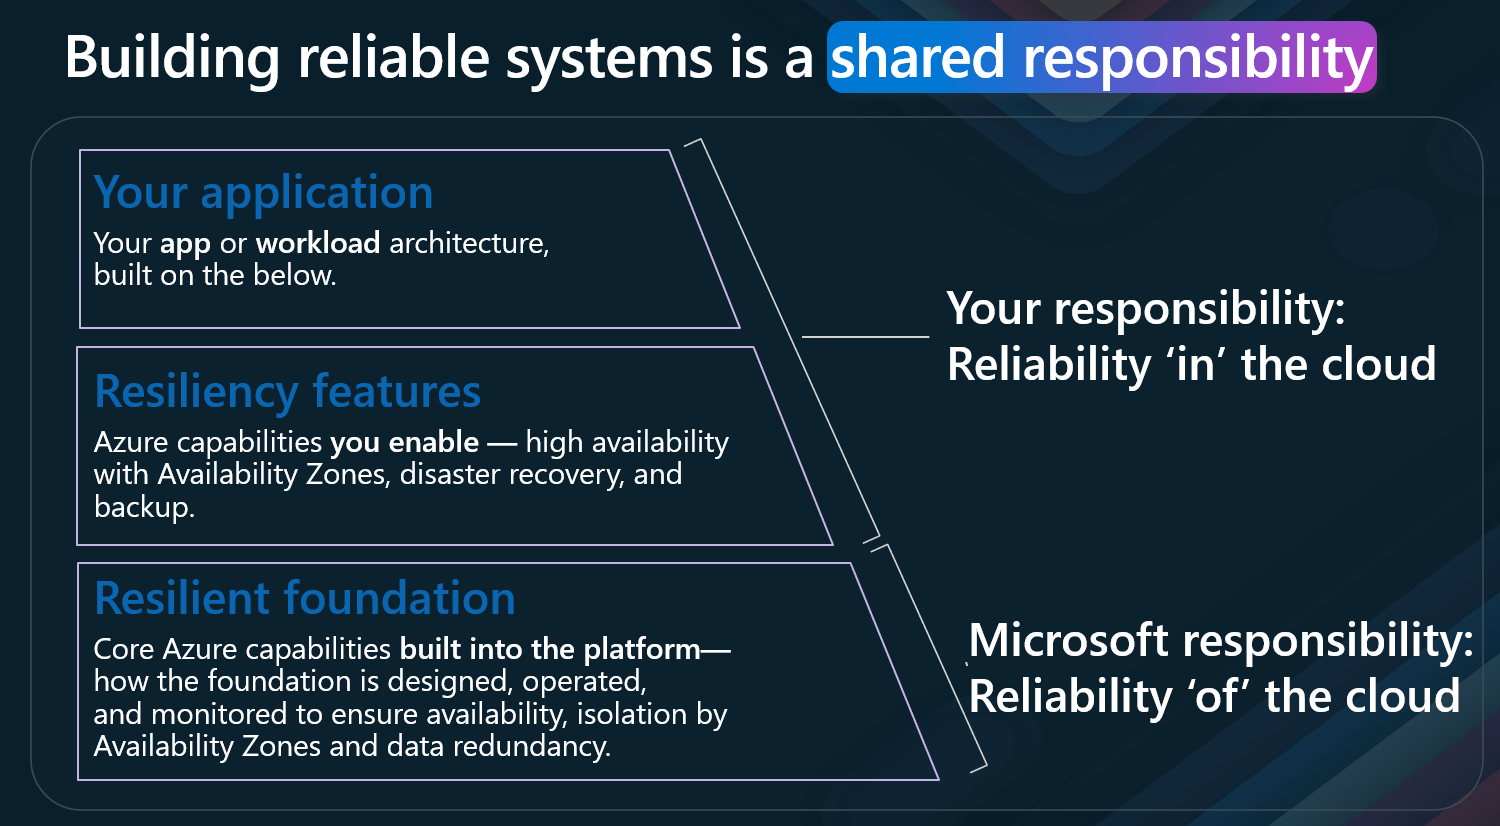 Building reliable systems is a shared responsibility
Your application
Your app or workload architecture,
built on the below.
Resiliency features
Azure capabilities you enable — high availability
with Availability Zones, disaster recovery, and
backup.
Resilient foundation
Core Azure capabilities built into the platform—
how the foundation is designed, operated,
and monitored to ensure availability, isolation by
Availability Zones and data redundancy.
Your responsibility:
Reliability ‘in’ the cloud
Microsoft responsibility:
Reliability ‘of’ the cloud